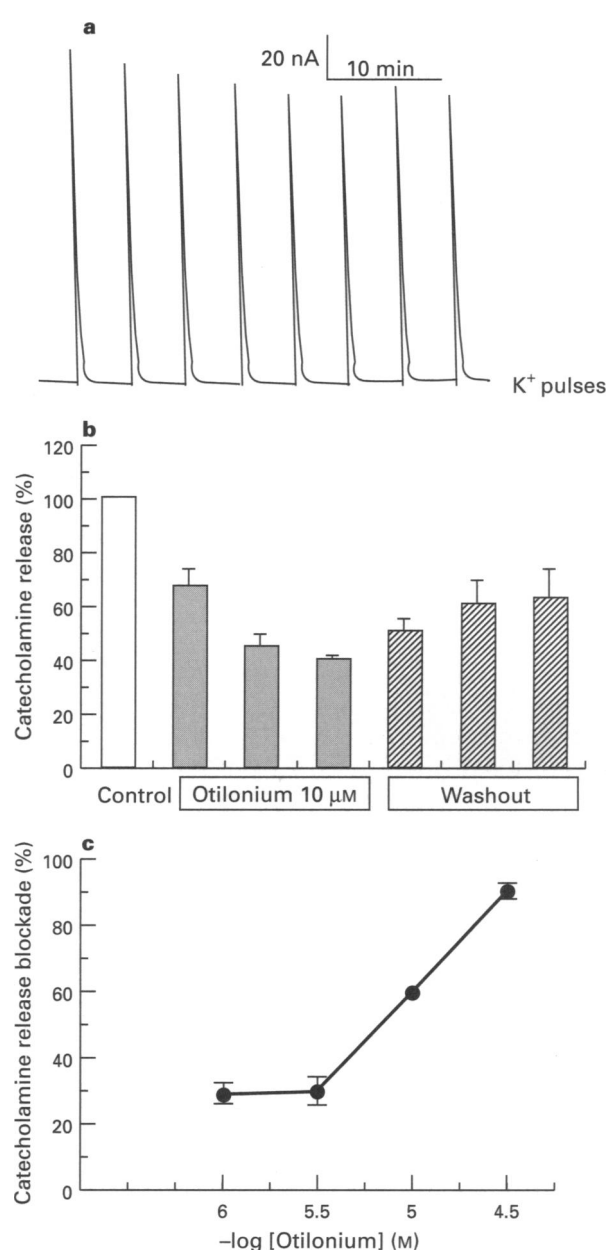 a
20 nA
10 min
K⁺ pulses
b
Catecholamine release (%)
120
100
80
60
40
20
0
Control
Otilonium 10 μM
Washout
c
Catecholamine release blockade (%)
100
80
60
40
20
0
6 5.5 5 4.5
−log [Otilonium] (M)